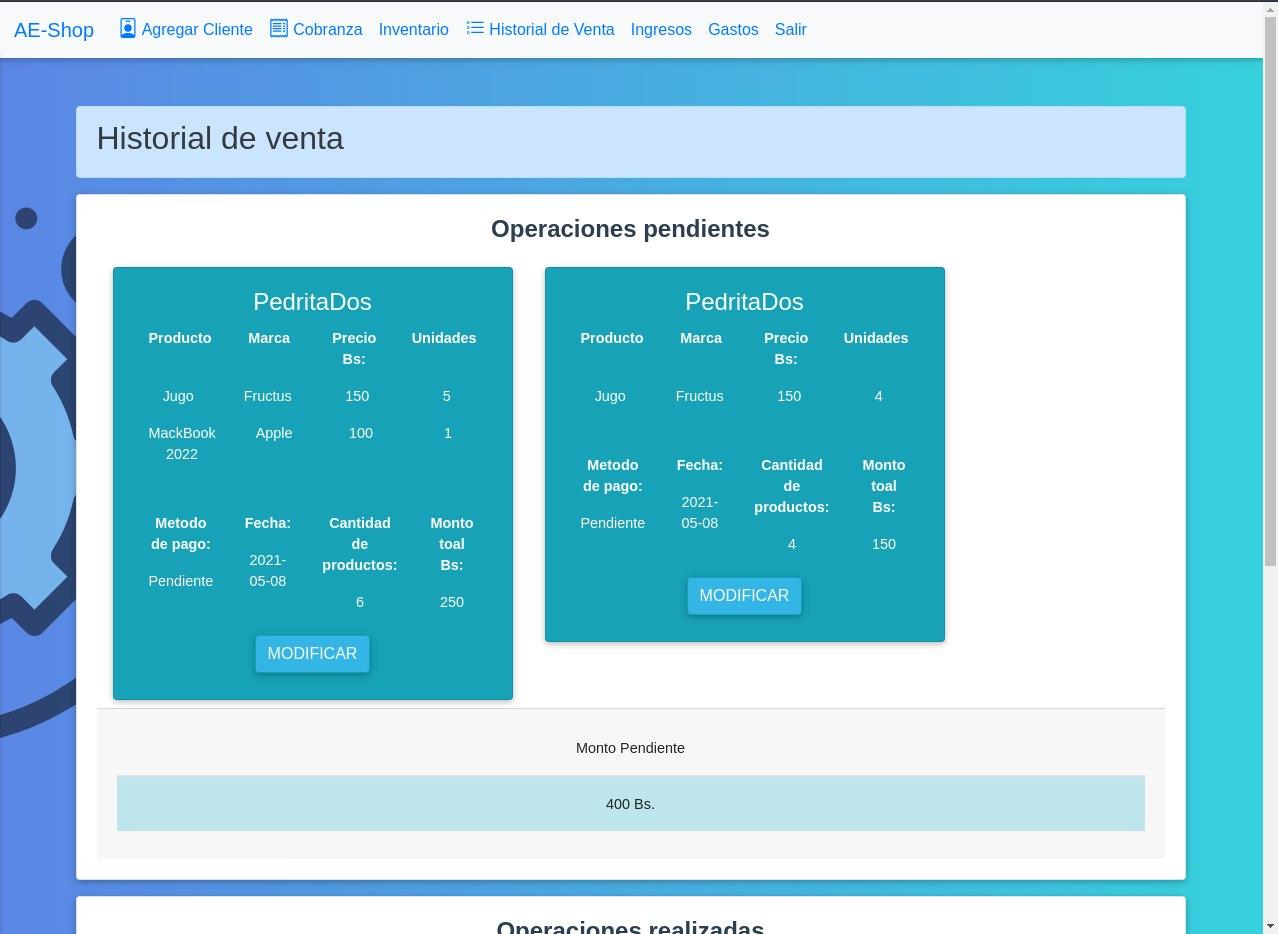 AE-Shop Agregar Cliente Cobranza Inventario Historial de Venta Ingresos Gastos Salir
Historial de venta
Operaciones pendientes
PedritaDos
Producto Marca Precio Unidades
Bs:
Jugo Fructus 150 5
MackBook Apple 100 1
2022
Metodo Fecha: Cantidad Monto
de pago: de toal
productos: Bs:
2021-
Pendiente 05-08
6 250
MODIFICAR
PedritaDos
Producto Marca Precio Unidades
Bs:
Jugo Fructus 150 4
Metodo Fecha: Cantidad Monto
de pago: de toal
productos: Bs:
2021-
Pendiente 05-08
4 150
MODIFICAR
Monto Pendiente
400 Bs.
Operaciones realizadas